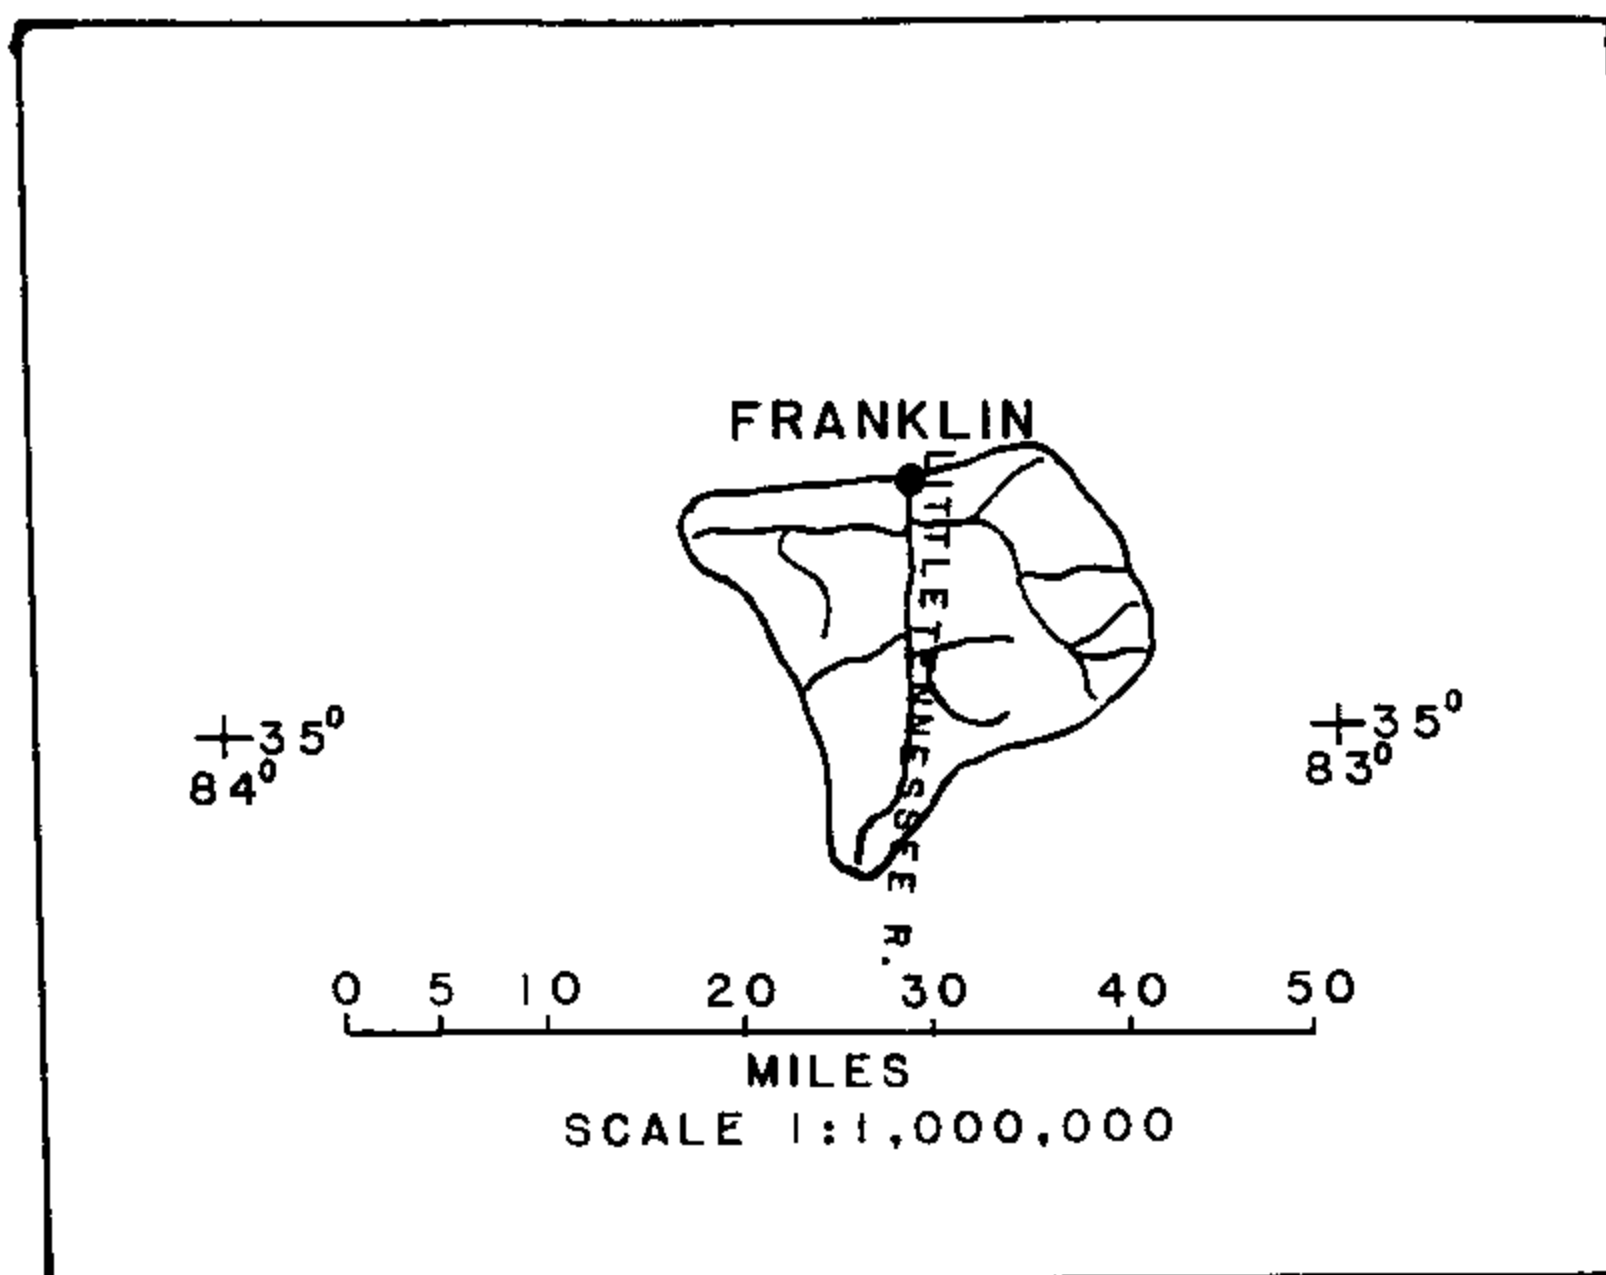 FRANKLIN
LITTLE TENNESSEE R.
35°
84°
35°
83°
0 5 10 20 30 40 50
MILES
SCALE 1:1,000,000